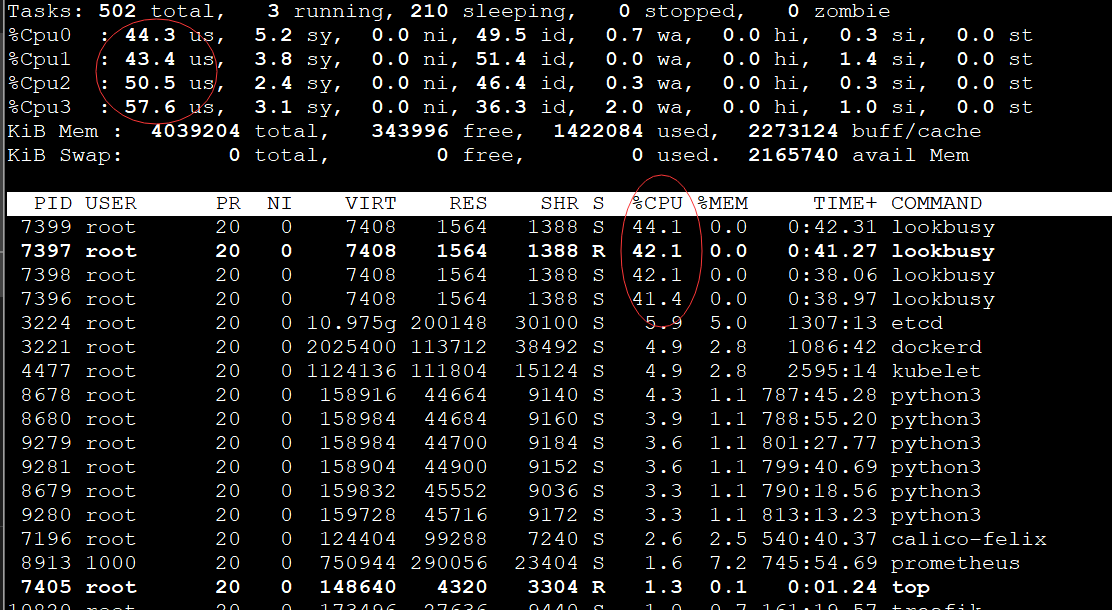 Tasks: 502 total,   3 running, 210 sleeping,   0 stopped,   0 zombie
%Cpu0  : 44.3 us,  5.2 sy,  0.0 ni, 49.5 id,  0.7 wa,  0.0 hi,  0.3 si,  0.0 st
%Cpu1  : 43.4 us,  3.8 sy,  0.0 ni, 51.4 id,  0.0 wa,  0.0 hi,  1.4 si,  0.0 st
%Cpu2  : 50.5 us,  2.4 sy,  0.0 ni, 46.4 id,  0.3 wa,  0.0 hi,  0.3 si,  0.0 st
%Cpu3  : 57.6 us,  3.1 sy,  0.0 ni, 36.3 id,  2.0 wa,  0.0 hi,  1.0 si,  0.0 st
KiB Mem :  4039204 total,   343996 free,  1422084 used,  2273124 buff/cache
KiB Swap:        0 total,        0 free,        0 used.  2165740 avail Mem
  PID USER      PR  NI    VIRT    RES    SHR S  %CPU %MEM     TIME+ COMMAND
 7399 root      20   0    7408   1564   1388 S  44.1  0.0   0:42.31 lookbusy
 7397 root      20   0    7408   1564   1388 R  42.1  0.0   0:41.27 lookbusy
 7398 root      20   0    7408   1564   1388 S  42.1  0.0   0:38.06 lookbusy
 7396 root      20   0    7408   1564   1388 S  41.4  0.0   0:38.97 lookbusy
 3224 root      20   0 10.975g 200148  30100 S   5.9  5.0   1307:13 etcd
 3221 root      20   0 2025400 113712  38492 S   4.9  2.8   1086:42 dockerd
 4477 root      20   0 1124136 111804  15124 S   4.9  2.8   2595:14 kubelet
 8678 root      20   0  158916  44664   9140 S   4.3  1.1 787:45.28 python3
 8680 root      20   0  158984  44684   9160 S   3.9  1.1 788:55.20 python3
 9279 root      20   0  158984  44700   9184 S   3.6  1.1 801:27.77 python3
 9281 root      20   0  158904  44900   9152 S   3.6  1.1 799:40.69 python3
 8679 root      20   0  159832  45552   9036 S   3.3  1.1 790:18.56 python3
 9280 root      20   0  159728  45716   9172 S   3.3  1.1 813:13.23 python3
 7196 root      20   0  124404  99288   7240 S   2.6  2.5 540:40.37 calico-felix
 8913 1000      20   0  750944 290056  23404 S   1.6  7.2 745:54.69 prometheus
 7405 root      20   0  148640   4320   3304 R   1.3  0.1   0:01.24 top